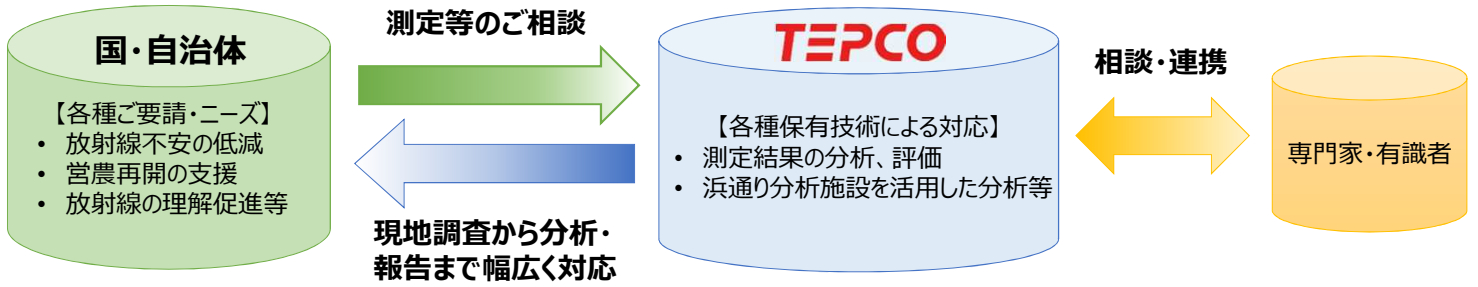 国・自治体
【各種ご要請・ニーズ】
• 放射線不安の低減
• 営農再開の支援
• 放射線の理解促進等
測定等のご相談
現地調査から分析・
報告まで幅広く対応
TEPCO
【各種保有技術による対応】
• 測定結果の分析、評価
• 浜通り分析施設を活用した分析等
相談・連携
専門家・有識者